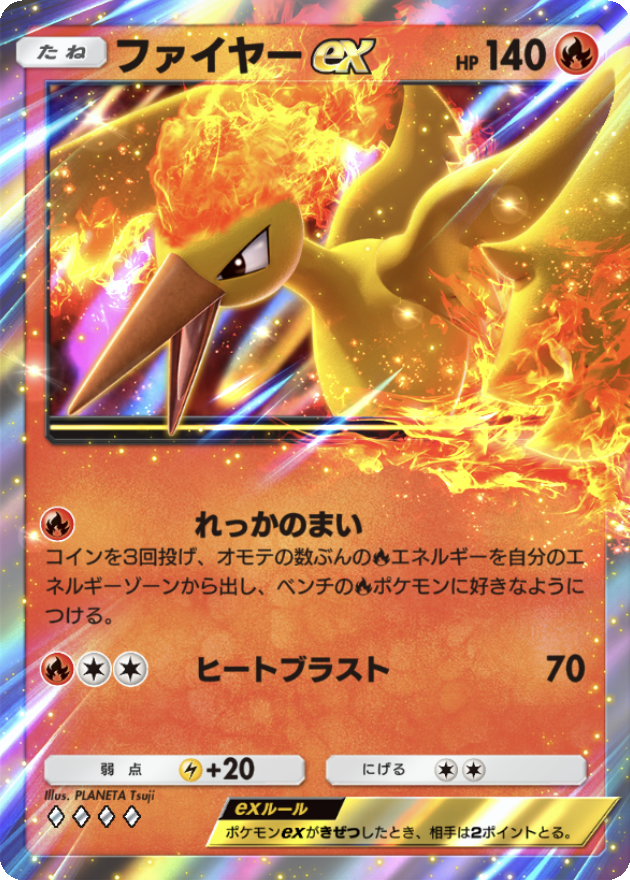 たね ファイヤーex HP 140
れっかのまい
コインを3回投げ、オモテの数ぶんの エネルギーを自分のエ
ネルギーゾーンから出し、ベンチの ポケモンに好きなように
つける。
ヒートブラスト 70
弱点 +20 にげる
Illus. PLANETA Tsuji
exルール
ポケモンexがきぜつしたとき、相手は2ポイントとる。